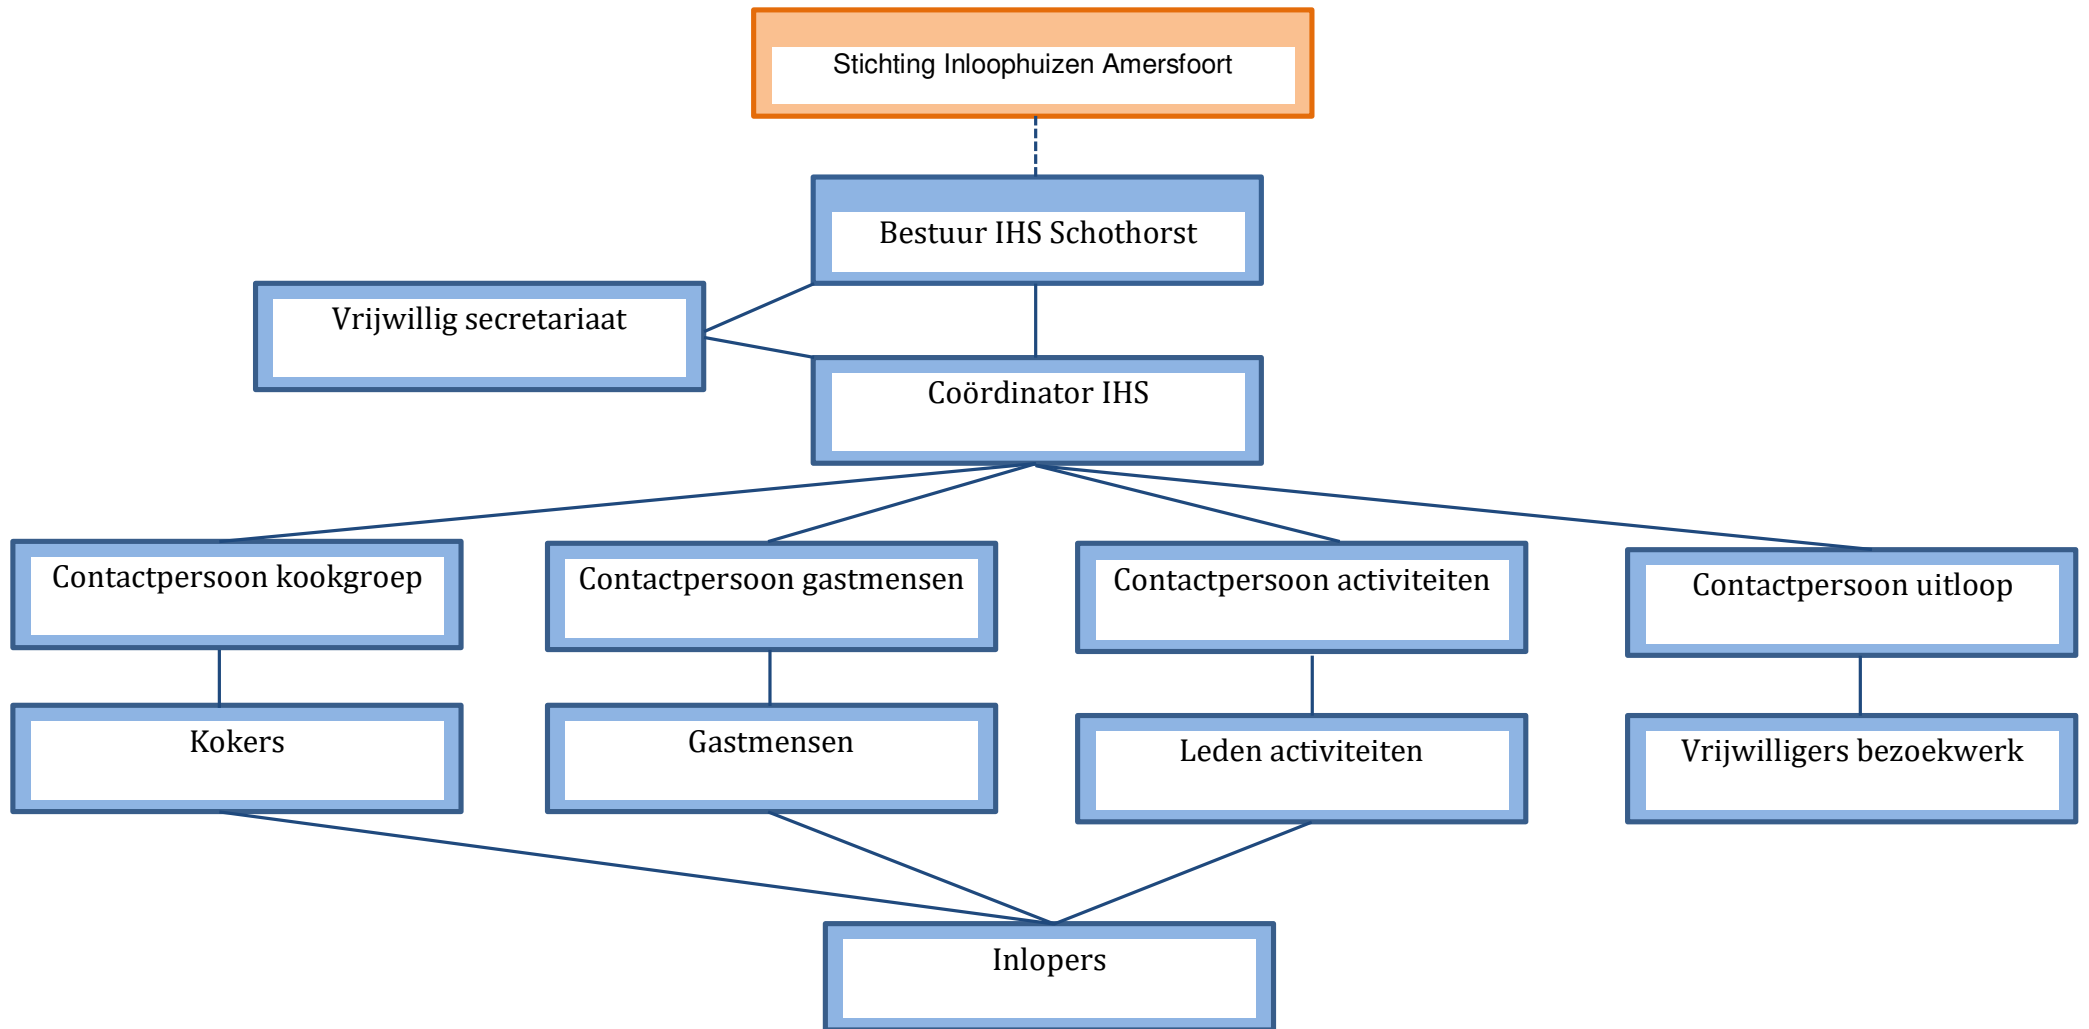 Stichting Inloophuizen Amersfoort
Bestuur IHS Schothorst
Vrijwillig secretariaat
Coördinator IHS
Contactpersoon kookgroep
Contactpersoon gastmensen
Contactpersoon activiteiten
Contactpersoon uitloop
Kokers
Gastmensen
Leden activiteiten
Vrijwilligers bezoekwerk
Inlopers